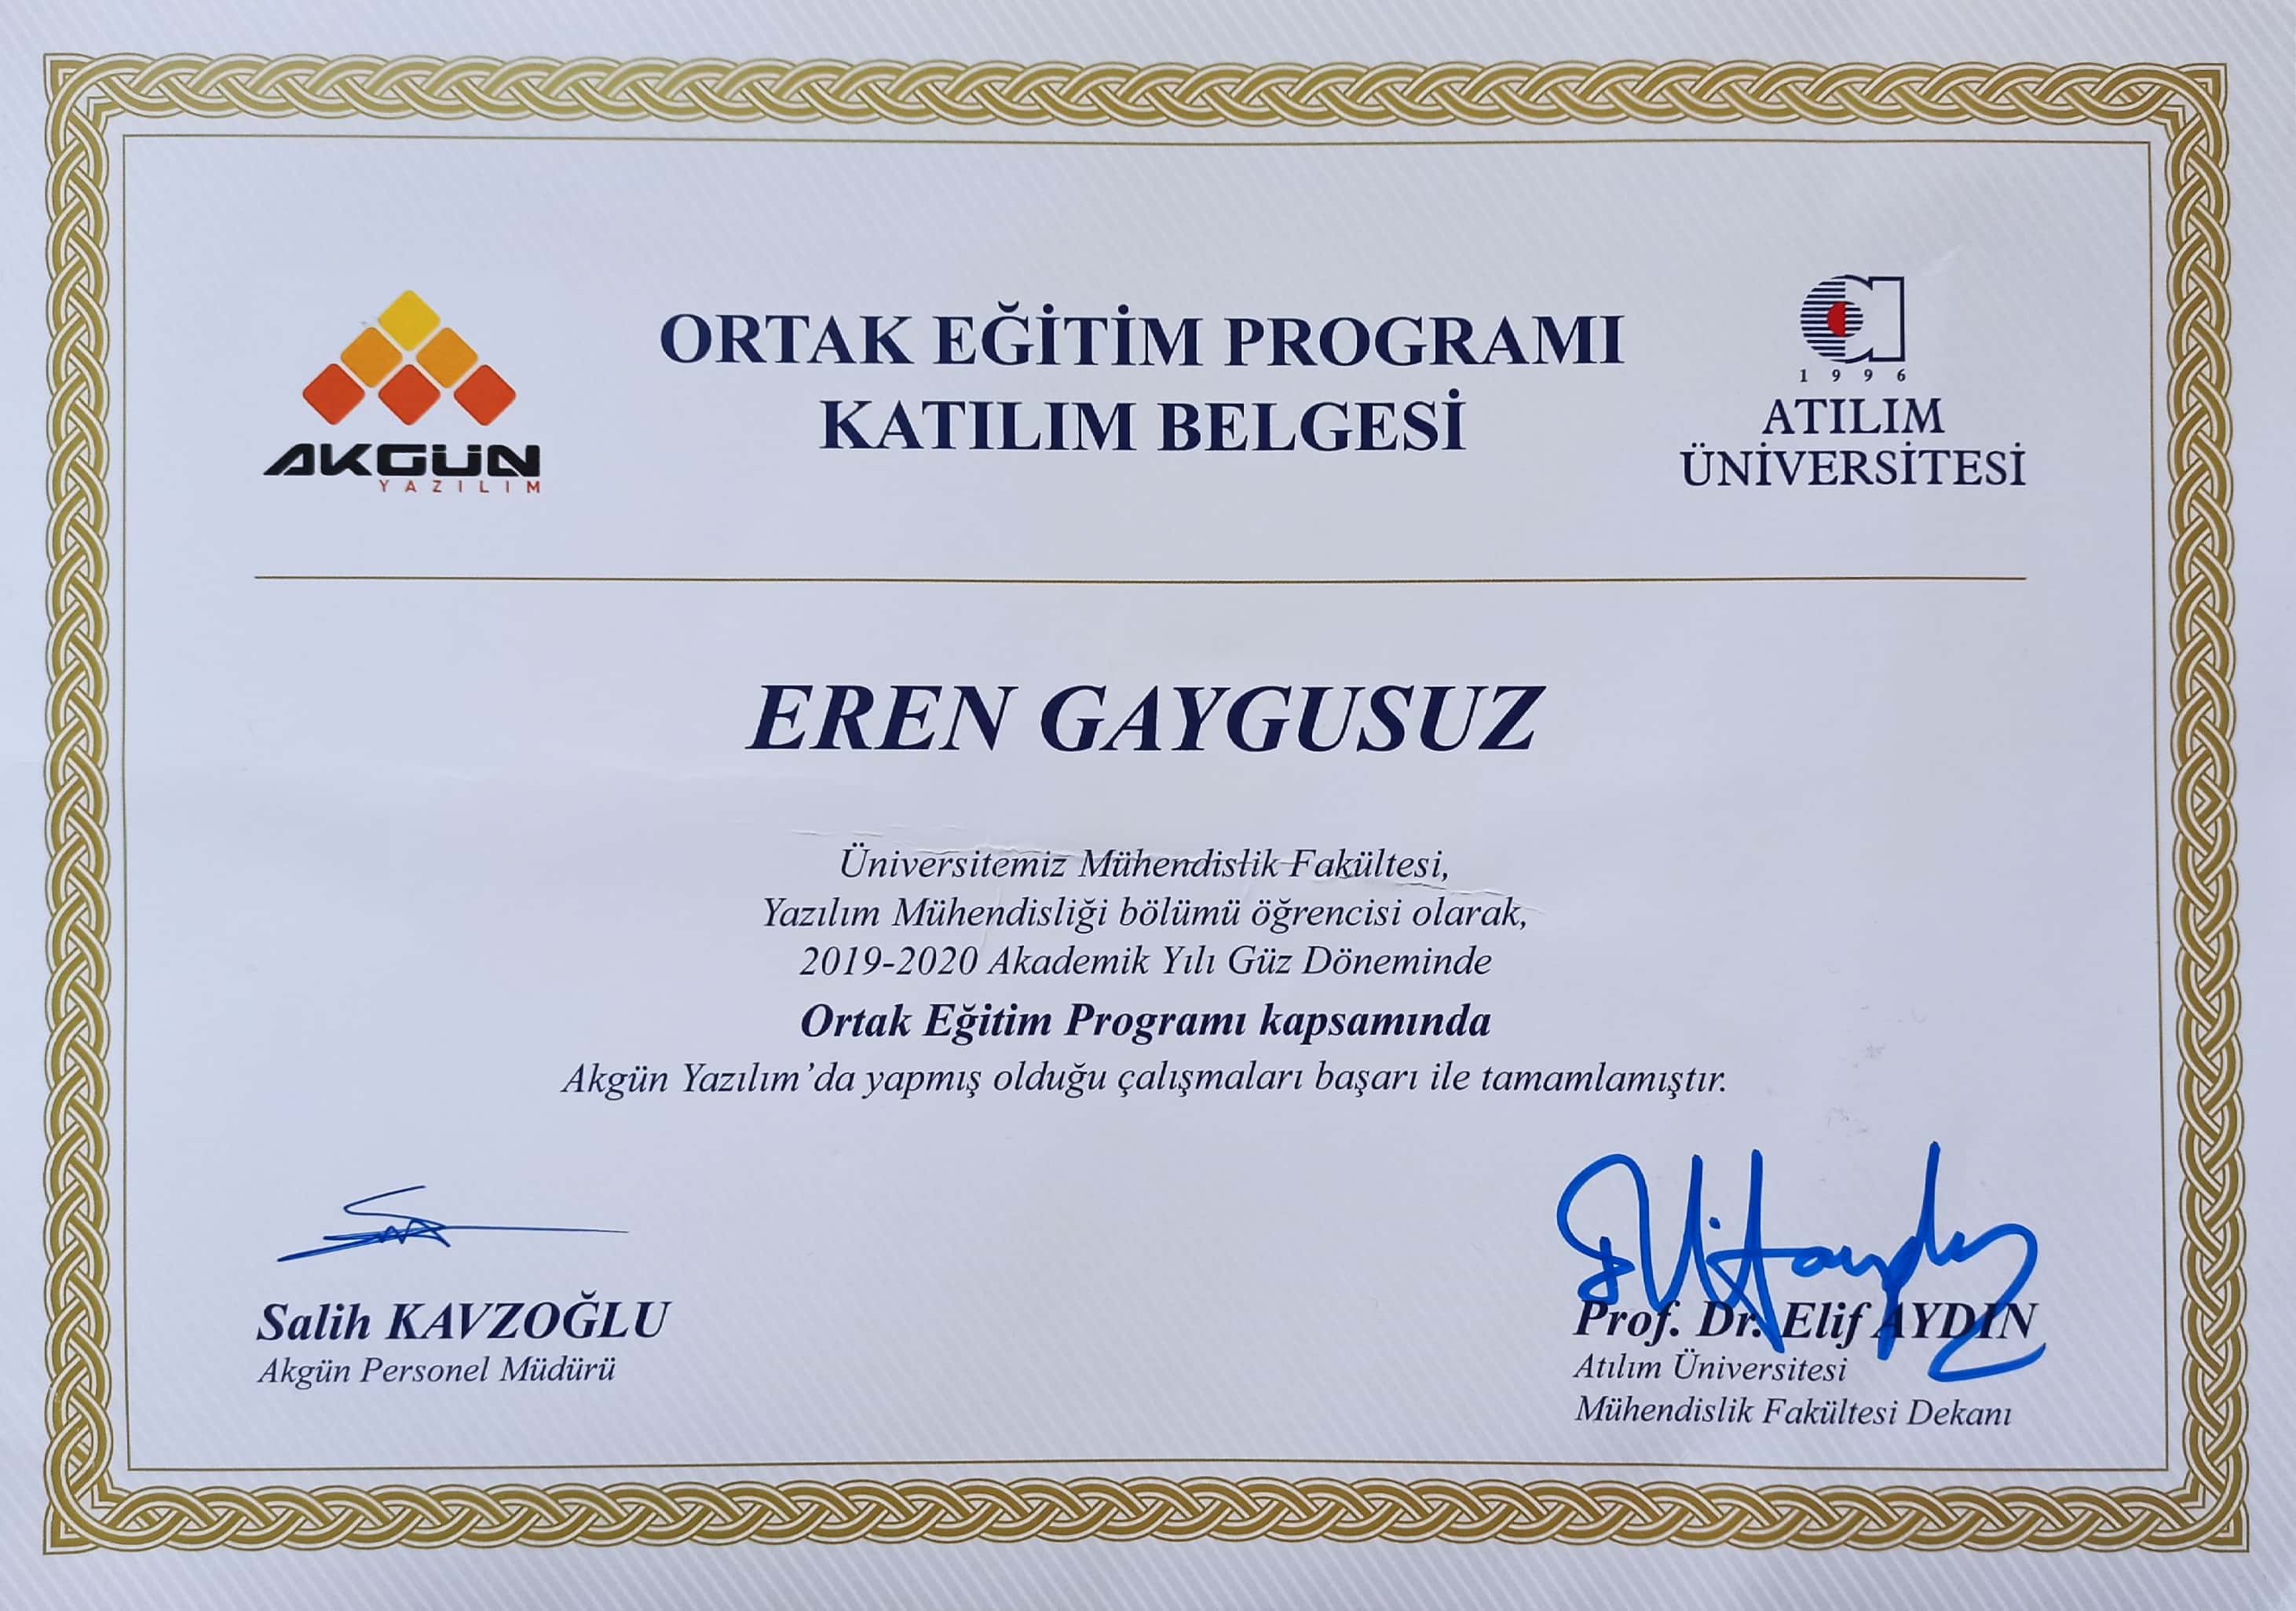 AKGÜN
YAZILIM
ORTAK EĞİTİM PROGRAMI
KATILIM BELGESİ
1996
ATILIM
ÜNİVERSİTESİ
EREN GAYGUSUZ
Üniversitemiz Mühendislik Fakültesi,
Yazılım Mühendisliği bölümü öğrencisi olarak,
2019-2020 Akademik Yılı Güz Döneminde
Ortak Eğitim Programı kapsamında
Akgün Yazılım'da yapmış olduğu çalışmaları başarı ile tamamlamıştır.
Salih KAVZOĞLU
Akgün Personel Müdürü
Prof. Dr. Elif AYDIN
Atılım Üniversitesi
Mühendislik Fakültesi Dekanı